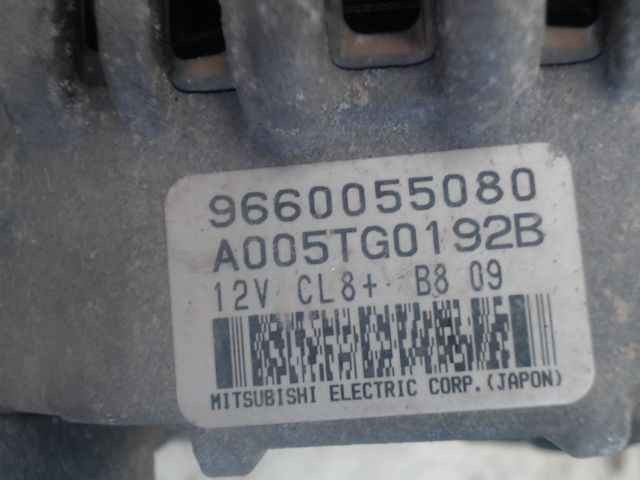 9660055080
A005TG0192B
12V CL8+ B8 09
MITSUBISHI ELECTRIC CORP.(JAPON)